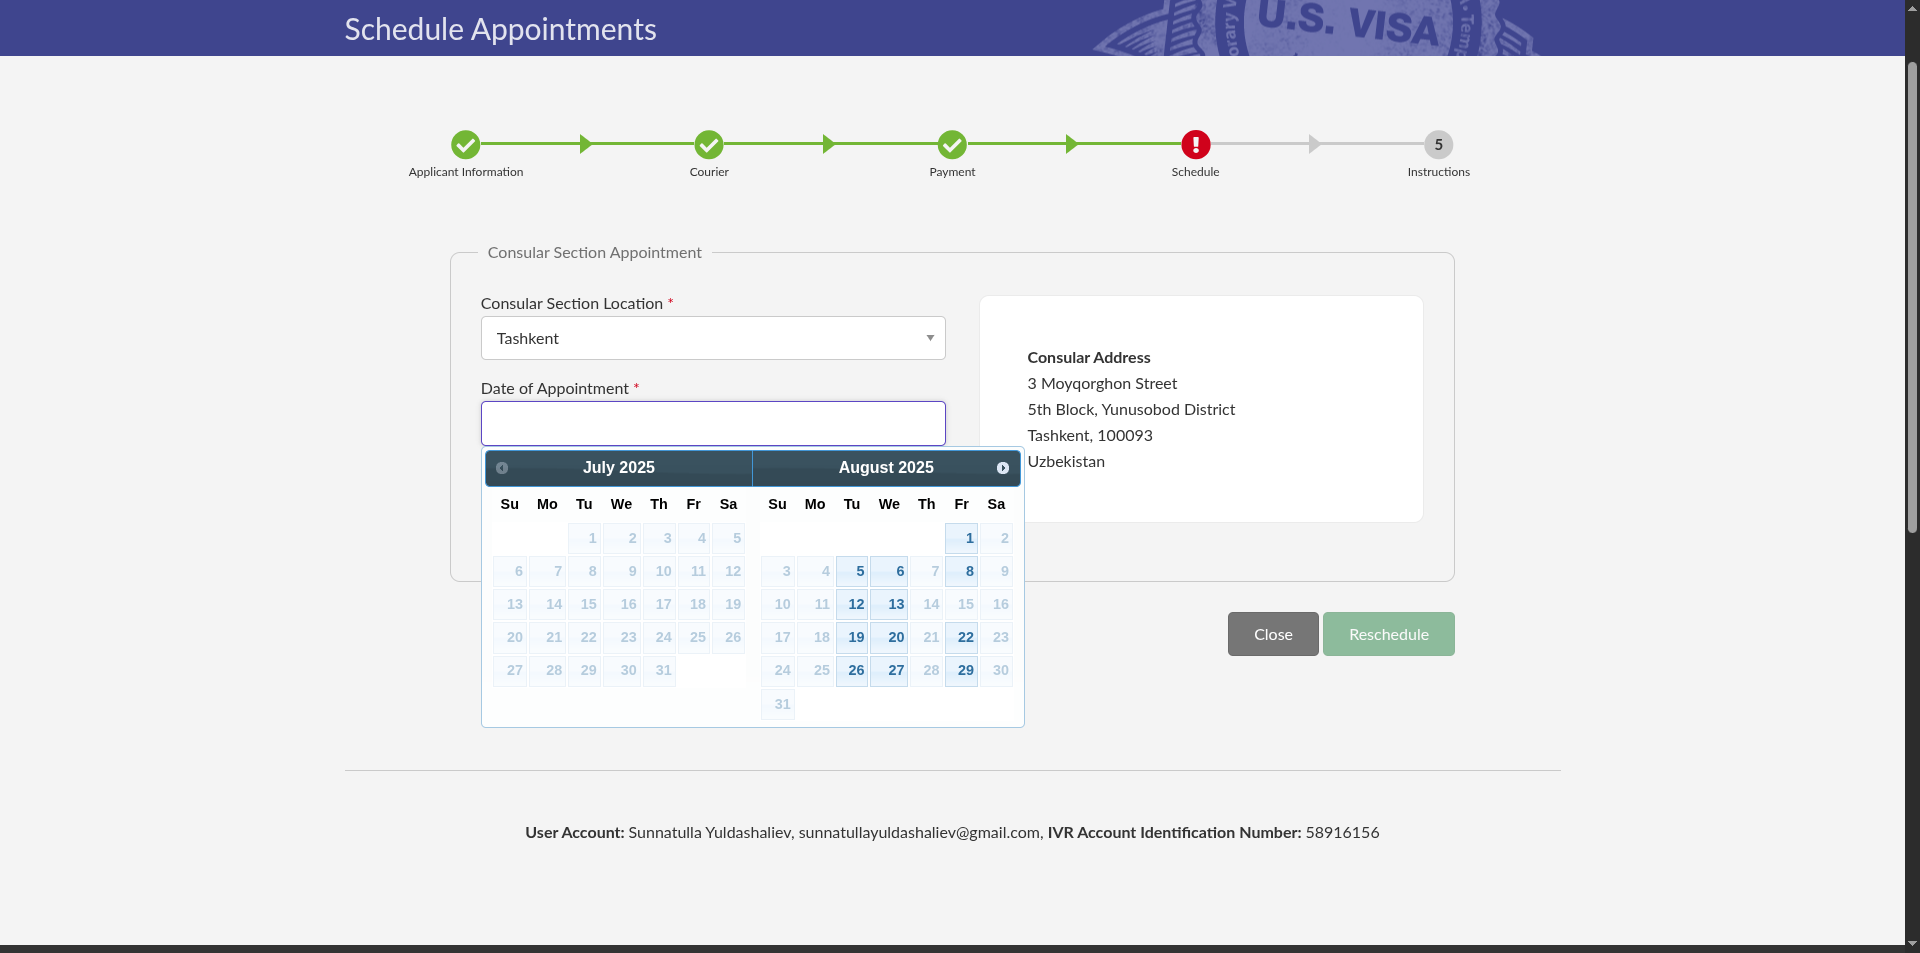 Schedule Appointments
U.S. VISA
Applicant Information
Courier
Payment
Schedule
5
Instructions
Consular Section Appointment
Consular Section Location *
Tashkent
Date of Appointment *
Consular Address
3 Moyqorghon Street
5th Block, Yunusobod District
Tashkent, 100093
Uzbekistan
July 2025
Su Mo Tu We Th Fr Sa
1 2 3 4 5
6 7 8 9 10 11 12
13 14 15 16 17 18 19
20 21 22 23 24 25 26
27 28 29 30 31
August 2025
Su Mo Tu We Th Fr Sa
1 2
3 4 5 6 7 8 9
10 11 12 13 14 15 16
17 18 19 20 21 22 23
24 25 26 27 28 29 30
31
Close
Reschedule
User Account: Sunnatulla Yuldashaliev, sunnatullayuldashaliev@gmail.com, IVR Account Identification Number: 58916156